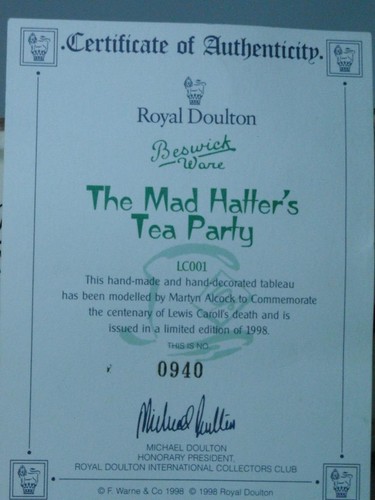 .Certificate of Authenticity.
Royal Doulton
Beswick
Ware
The Mad Hatter's
Tea Party
LC001
This hand-made and hand-decorated tableau
has been modelled by Martyn Alcock to Commemorate
the centenary of Lewis Caroll's death and is
issued in a limited edition of 1998.
THIS IS NO.
0940
Michael Doulton
MICHAEL DOULTON
HONORARY PRESIDENT,
ROYAL DOULTON INTERNATIONAL COLLECTORS CLUB
© F. Warne & Co 1998 © 1998 Royal Doulton